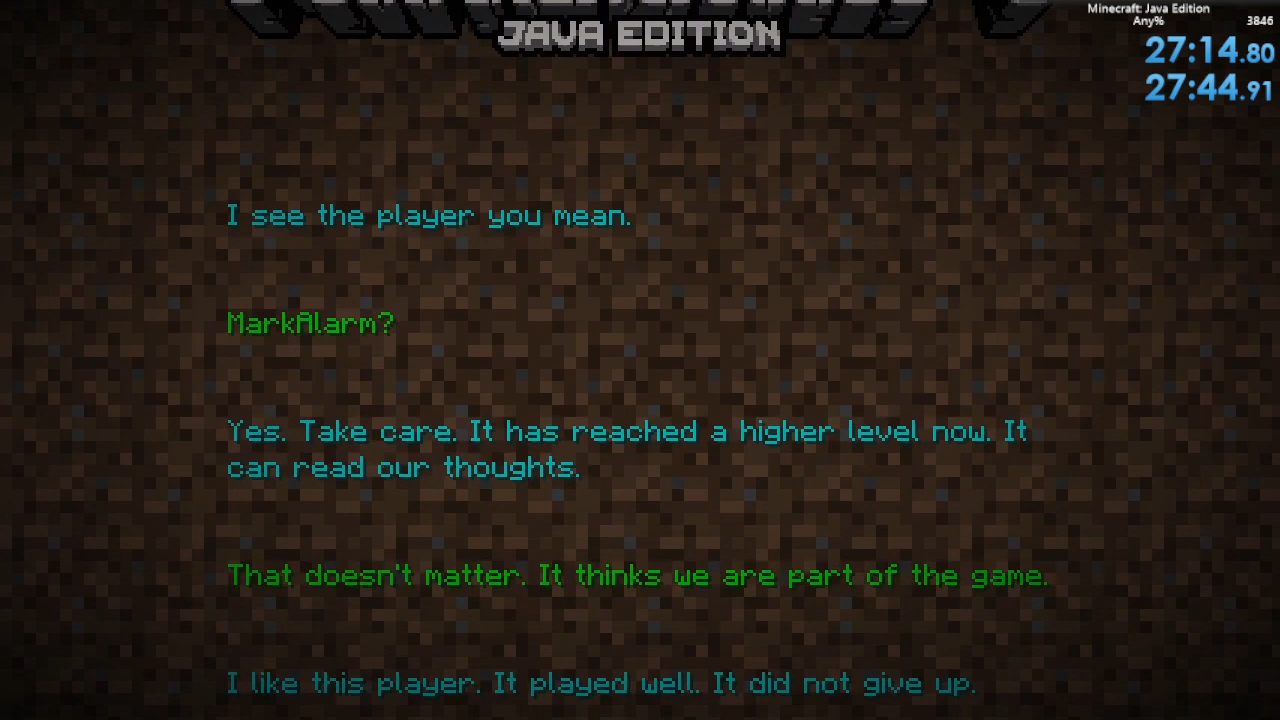 JAVA EDITION
Minecraft: Java Edition
Any% 3846
27:14.80
27:44.91
I see the player you mean.
MarkAlarm?
Yes. Take care. It has reached a higher level now. It
can read our thoughts.
That doesn't matter. It thinks we are part of the game.
I like this player. It played well. It did not give up.